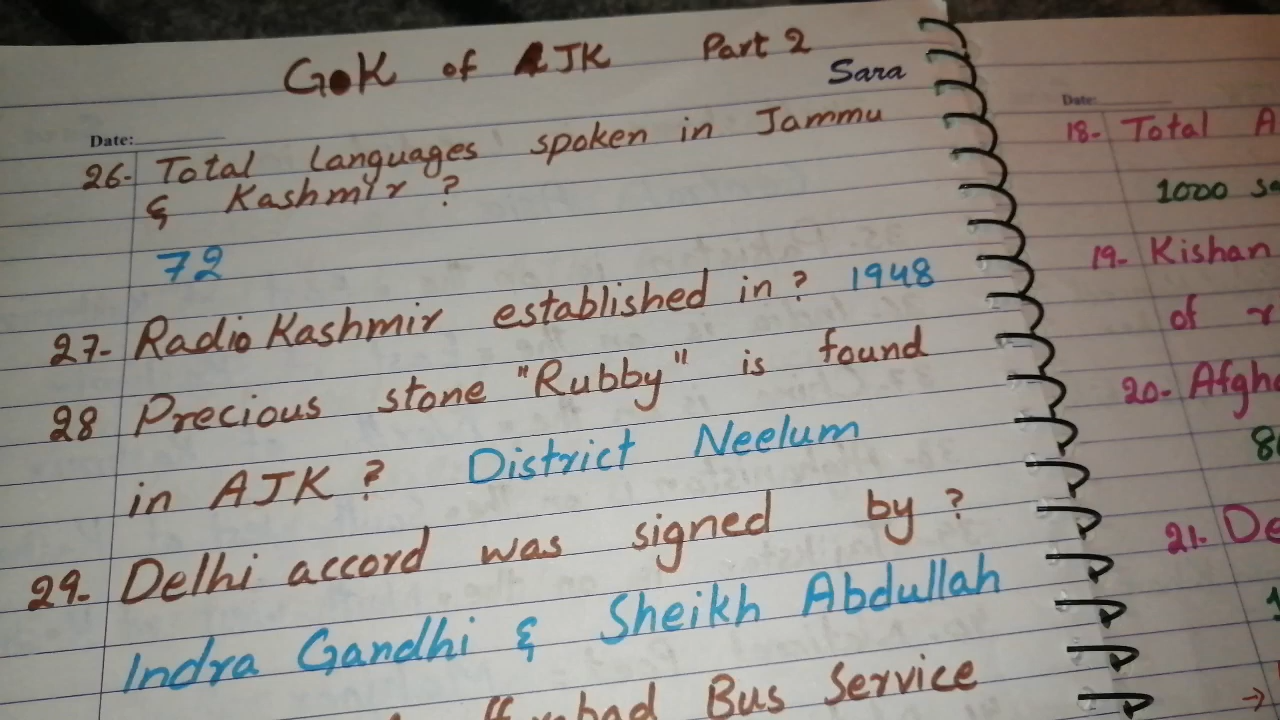 GOK of AJK Part 2
Sara
Date:
26- Total languages spoken in Jammu
& Kashmir ?
72
27- Radio Kashmir established in ? 1948
28 Precious stone "Rubby" is found
in AJK ? District Neelum
29- Delhi accord was signed by ?
Indra Gandhi & Sheikh Abdullah
Bus Service
Date:
18- Total A
1000
19- Kishan
of
20- Afgh
21- De